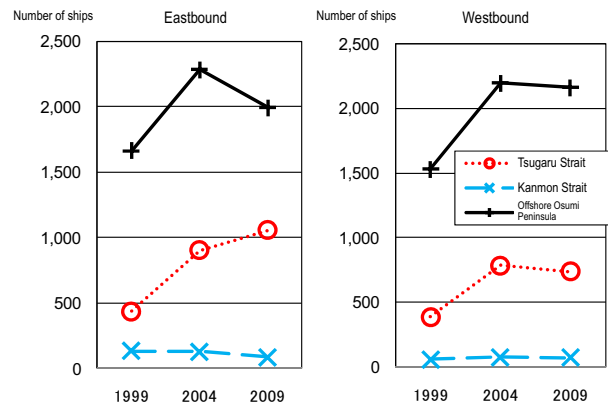 Number of ships
Eastbound
2,500
2,000
1,500
1,000
500
0
1999
2004
2009
Number of ships
Westbound
2,500
2,000
1,500
1,000
500
0
1999
2004
2009
Tsugaru Strait
Kanmon Strait
Offshore Osumi
Peninsula